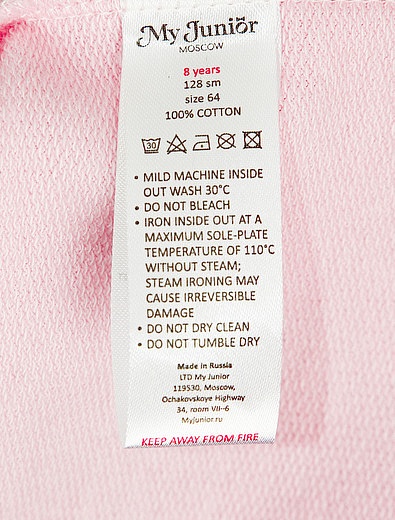 My Junior
MOSCOW
8 years
128 sm
size 64
100% COTTON
30
• MILD MACHINE INSIDE
OUT WASH 30°C
• DO NOT BLEACH
• IRON INSIDE OUT AT A
MAXIMUM SOLE-PLATE
TEMPERATURE OF 110°C
WITHOUT STEAM;
STEAM IRONING MAY
CAUSE IRREVERSIBLE
DAMAGE
• DO NOT DRY CLEAN
• DO NOT TUMBLE DRY
Made in Russia
LTD My Junior
119530, Moscow,
Ochakovskoye Highway
34, room VII-6
Myjunior.ru
KEEP AWAY FROM FIRE